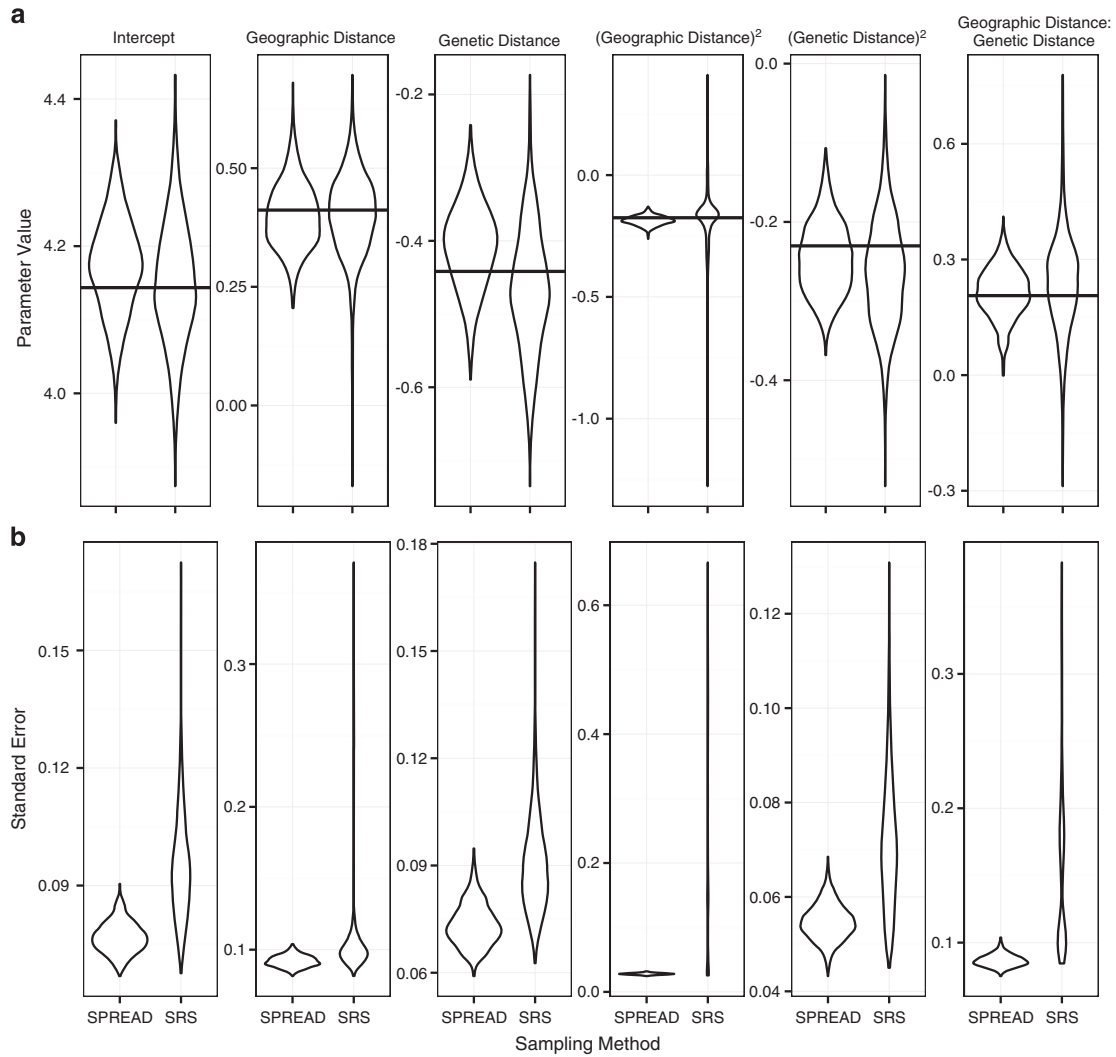 a
Intercept
Geographic Distance
Genetic Distance
(Geographic Distance)²
(Genetic Distance)²
Geographic Distance:
Genetic Distance
Parameter Value
4.4
4.2
4.0
0.50
0.25
0.00
-0.2
-0.4
-0.6
0.0
-0.5
-1.0
0.0
-0.2
-0.4
0.6
0.3
0.0
-0.3
b
Standard Error
0.15
0.12
0.09
0.3
0.2
0.1
0.18
0.15
0.12
0.09
0.06
0.6
0.4
0.2
0.0
0.12
0.10
0.08
0.06
0.04
0.3
0.2
0.1
SPREAD SRS
SPREAD SRS
SPREAD SRS
SPREAD SRS
SPREAD SRS
SPREAD SRS
Sampling Method